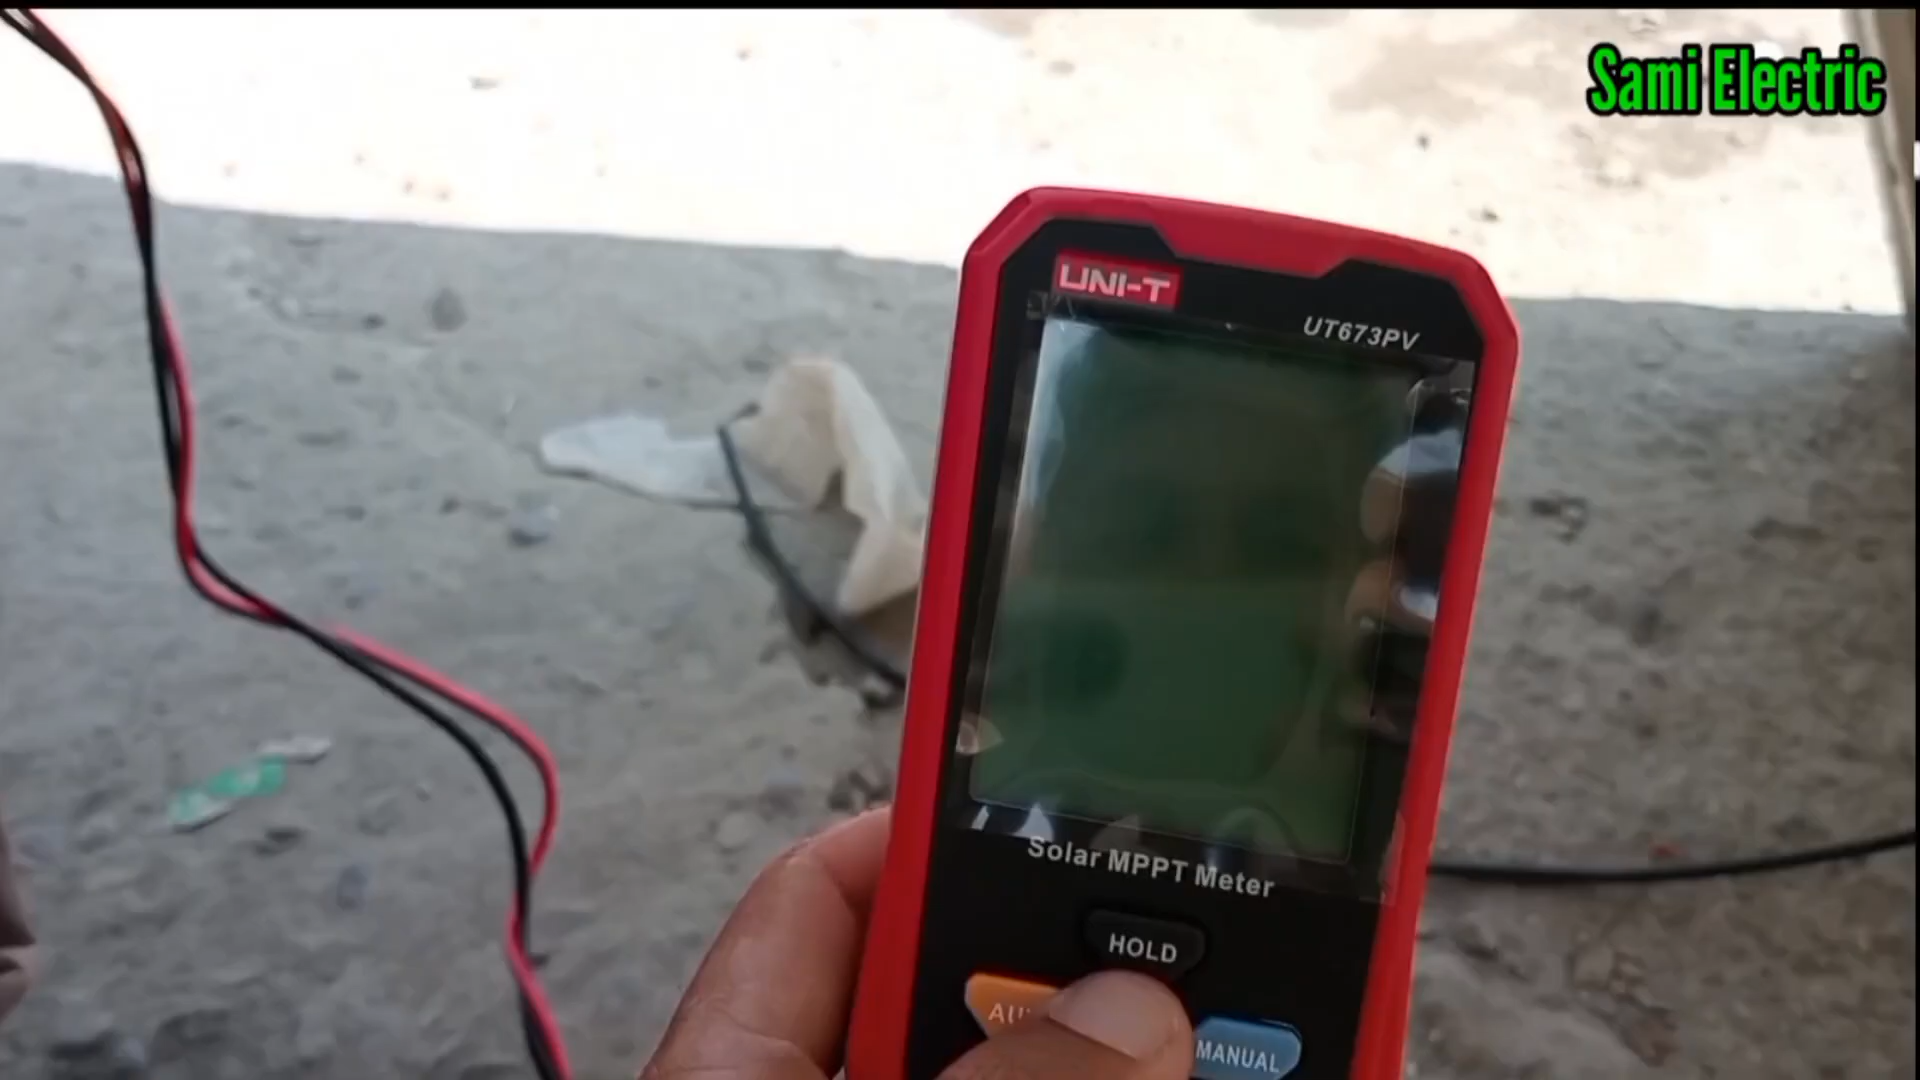 Sami Electric
UNI-T
UT673PV
Solar MPPT Meter
HOLD
MANUAL